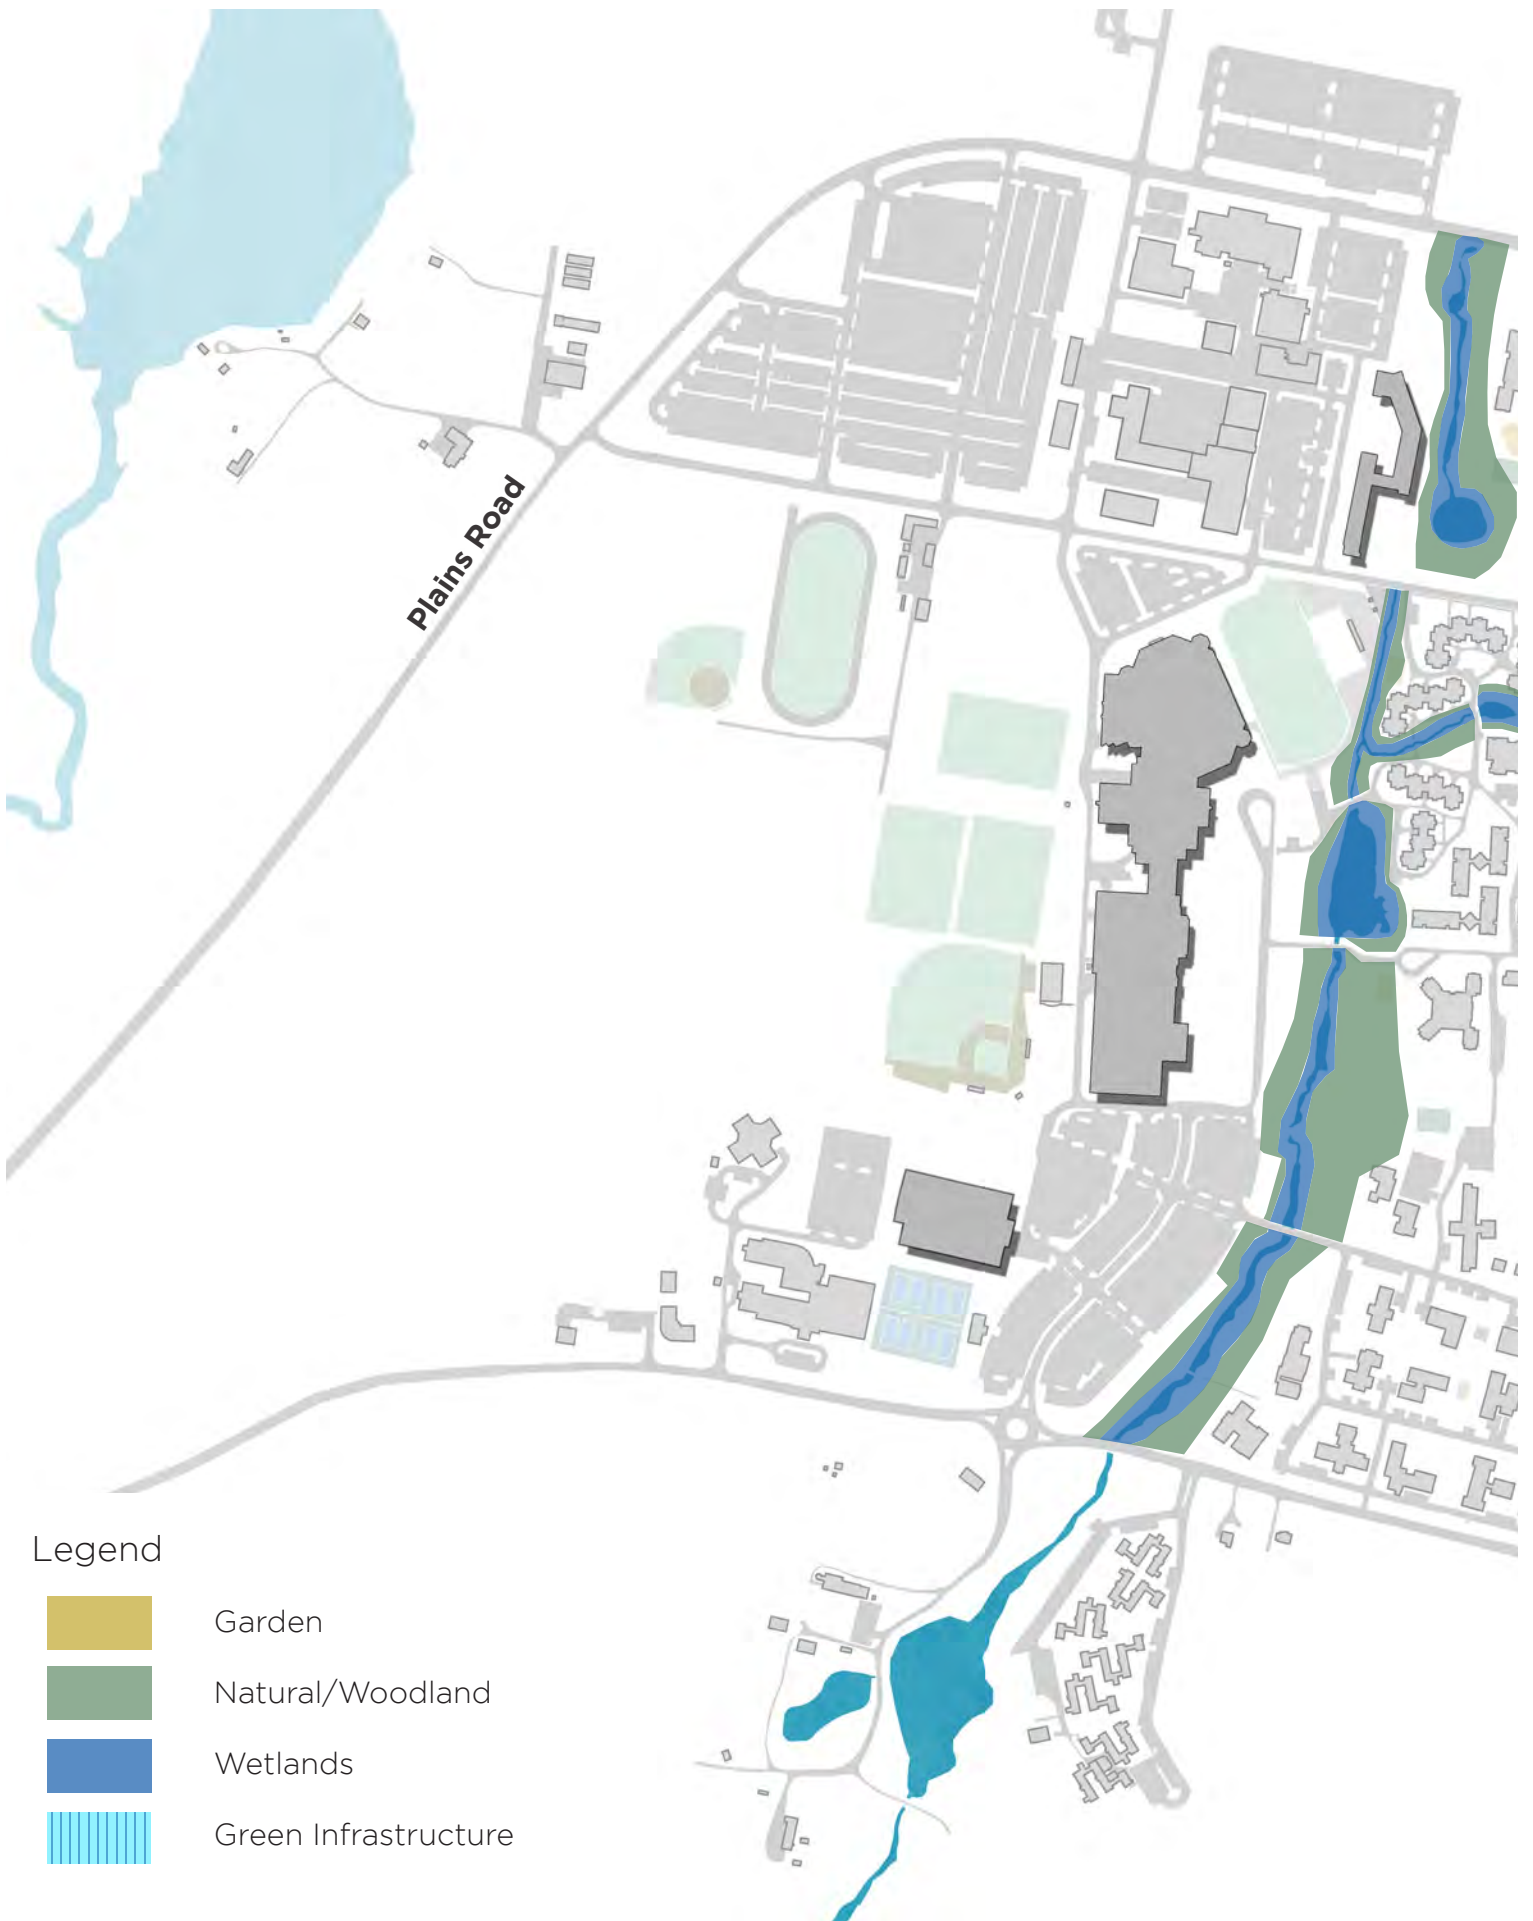 Plains Road
Legend
Garden
Natural/Woodland
Wetlands
Green Infrastructure